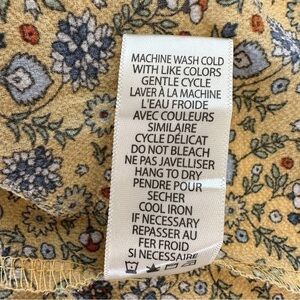 MACHINE WASH COLD
WITH LIKE COLORS
GENTLE CYCLE
LAVER À LA MACHINE
L'EAU FROIDE
AVEC COULEURS
SIMILAIRE
CYCLE DÉLICAT
DO NOT BLEACH
NE PAS JAVELLISER
HANG TO DRY
PENDRE POUR
SECHER
COOL IRON
IF NECESSARY
REPASSER AU
FER FROID
SI NECESSAIRE